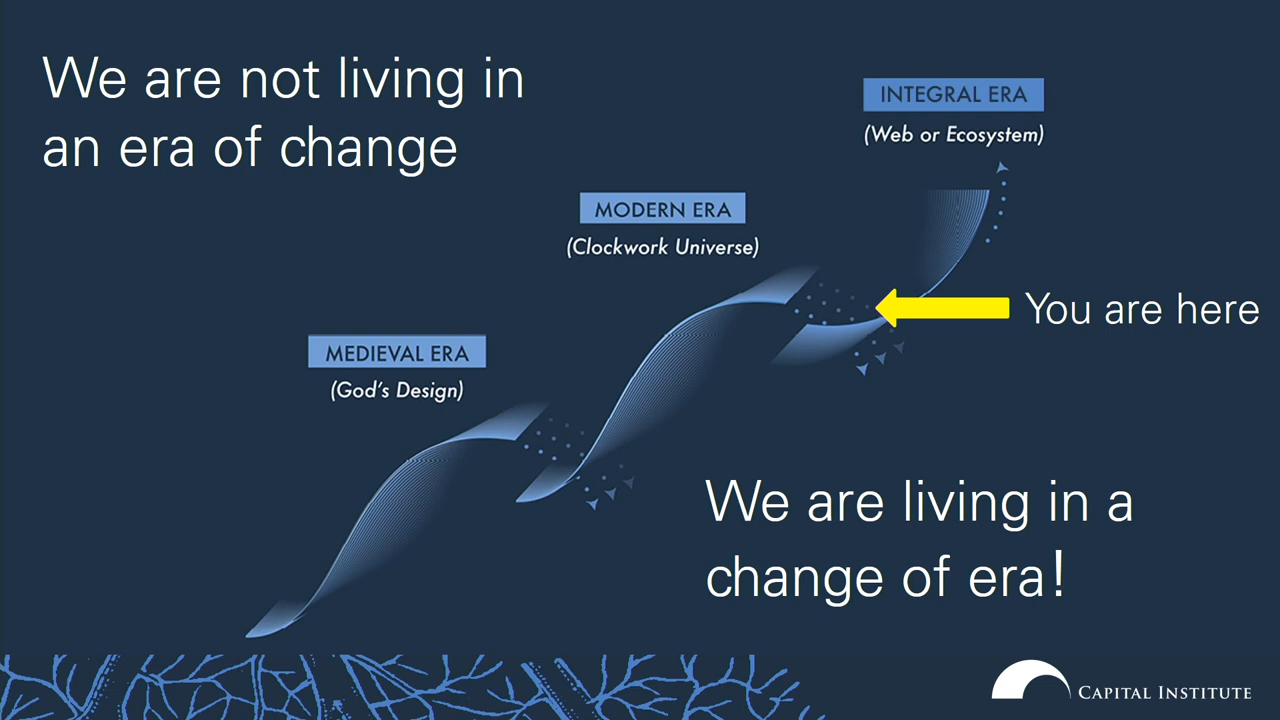 We are not living in
an era of change
INTEGRAL ERA
(Web or Ecosystem)
MODERN ERA
(Clockwork Universe)
You are here
MEDIEVAL ERA
(God's Design)
We are living in a
change of era!
CAPITAL INSTITUTE